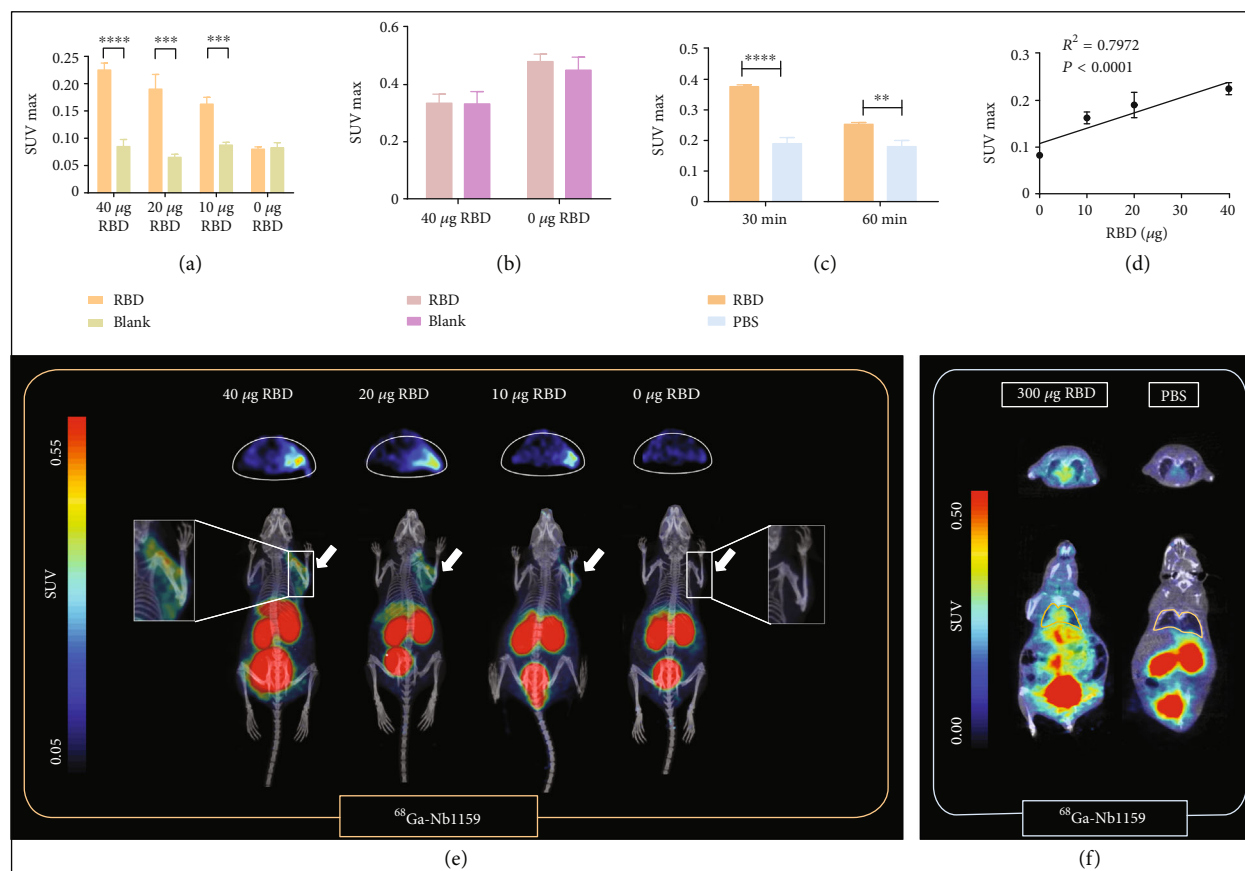 ****
***
***
0.25
0.20
0.15
0.10
0.05
0
SUV max
40 μg RBD
20 μg RBD
10 μg RBD
0 μg RBD
(a)
RBD
Blank
0.6
0.4
0.2
0
SUV max
40 μg RBD
0 μg RBD
(b)
RBD
Blank
0.5
0.4
0.3
0.2
0.1
0
SUV max
****
**
30 min
60 min
(c)
RBD
PBS
R² = 0.7972
P < 0.0001
0.3
0.2
0.1
0
SUV max
0 10 20 30 40
RBD (μg)
(d)
40 μg RBD
20 μg RBD
10 μg RBD
0 μg RBD
0.55
SUV
0.05
⁶⁸Ga-Nb1159
(e)
300 μg RBD
PBS
0.50
SUV
0.00
⁶⁸Ga-Nb1159
(f)